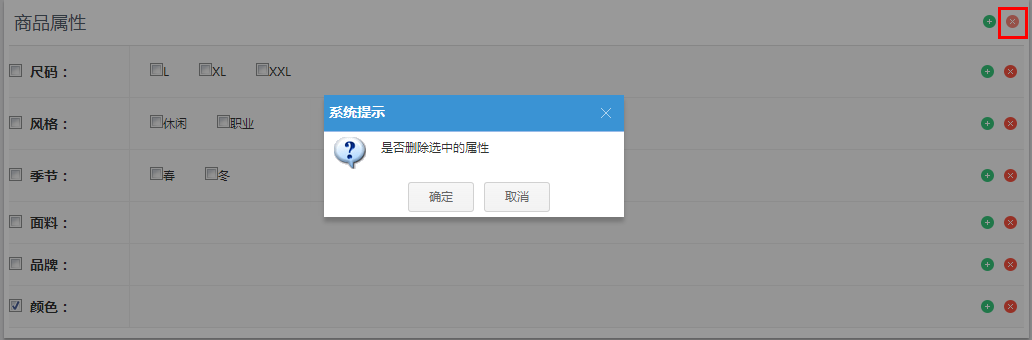 商品属性
尺码： L XL XXL
系统提示
风格： 休闲 职业
是否删除选中的属性
季节： 春 冬
确定 取消
面料：
品牌：
颜色：